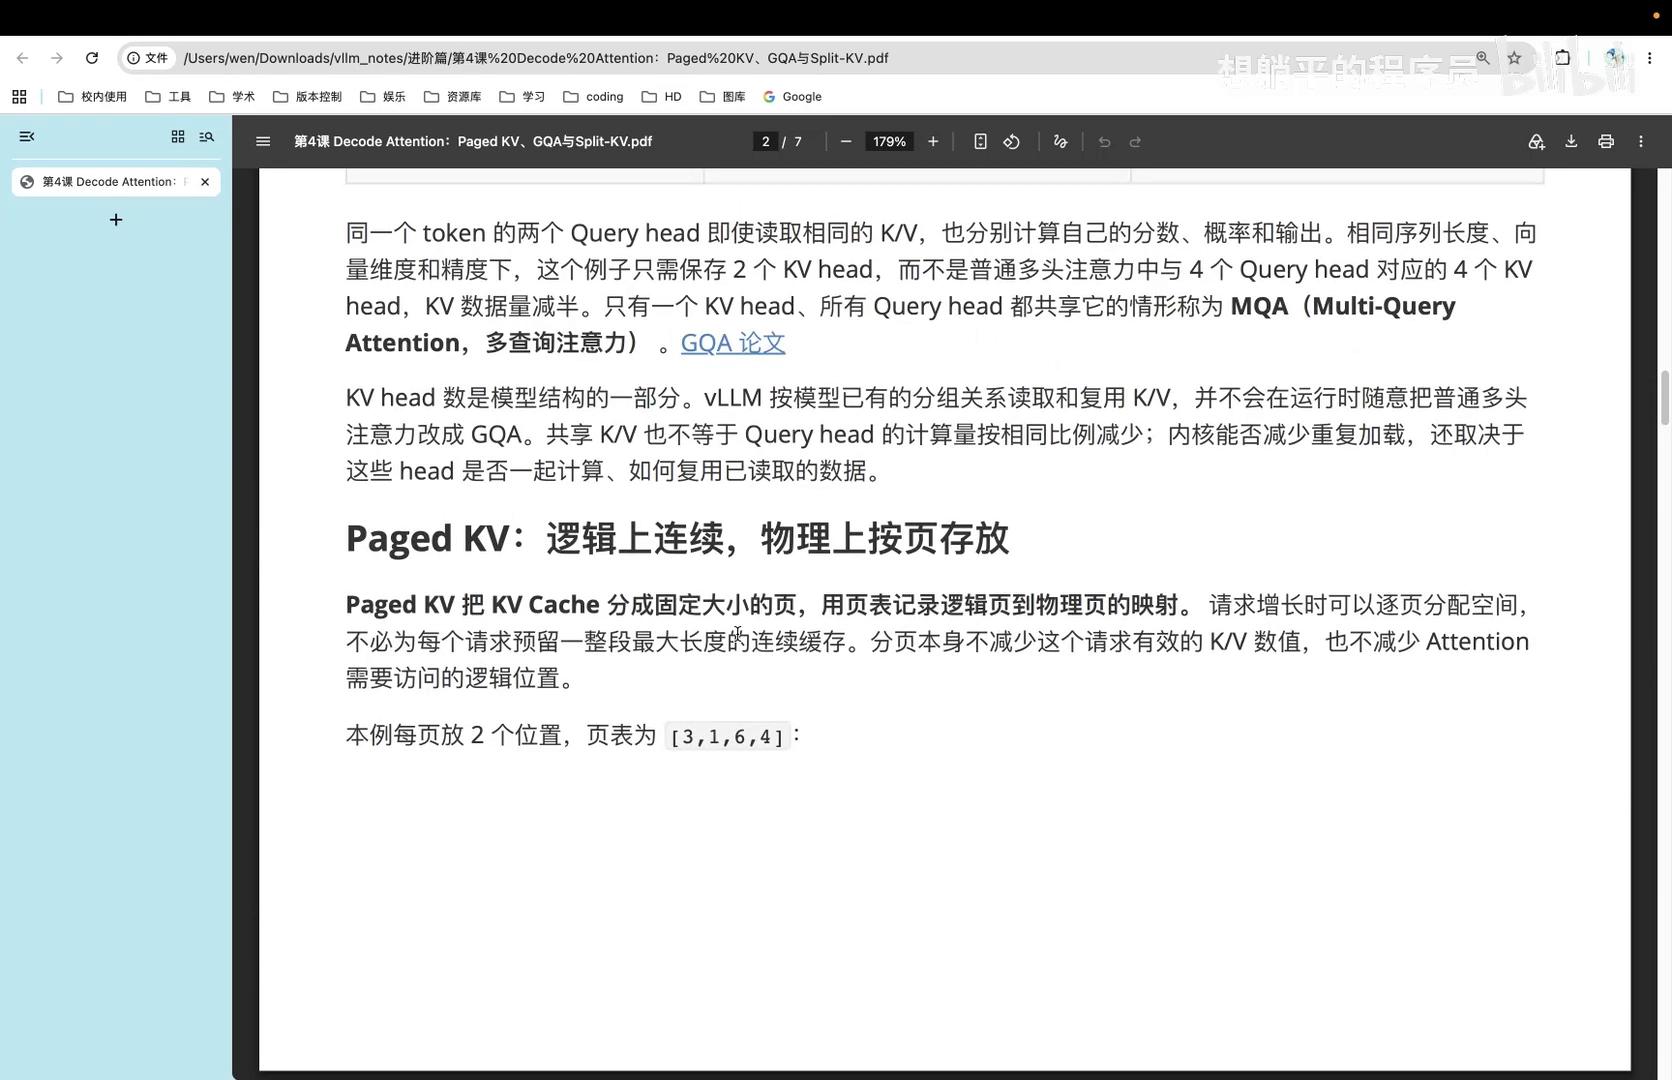 文件
/Users/wen/Downloads/vllm_notes/进阶篇/第4课%20Decode%20Attention：Paged%20KV、GQA与Split-KV.pdf
想躺平的程序员
bilibili
校内使用
工具
学术
版本控制
娱乐
资源库
学习
coding
HD
图库
Google
第4课 Decode Attention：Paged KV、GQA与Split-KV.pdf
2 / 7
179%
第4课 Decode Attention：
同一个 token 的两个 Query head 即使读取相同的 K/V，也分别计算自己的分数、概率和输出。相同序列长度、向
量维度和精度下，这个例子只需保存 2 个 KV head，而不是普通多头注意力中与 4 个 Query head 对应的 4 个 KV
head，KV 数据量减半。只有一个 KV head、所有 Query head 都共享它的情形称为 MQA（Multi-Query
Attention，多查询注意力） 。GQA 论文
KV head 数是模型结构的一部分。vLLM 按模型已有的分组关系读取和复用 K/V，并不会在运行时随意把普通多头
注意力改成 GQA。共享 K/V 也不等于 Query head 的计算量按相同比例减少；内核能否减少重复加载，还取决于
这些 head 是否一起计算、如何复用已读取的数据。
Paged KV：逻辑上连续，物理上按页存放
Paged KV 把 KV Cache 分成固定大小的页，用页表记录逻辑页到物理页的映射。 请求增长时可以逐页分配空间，
不必为每个请求预留一整段最大长度的连续缓存。分页本身不减少这个请求有效的 K/V 数值，也不减少 Attention
需要访问的逻辑位置。
本例每页放 2 个位置，页表为 [3,1,6,4]：